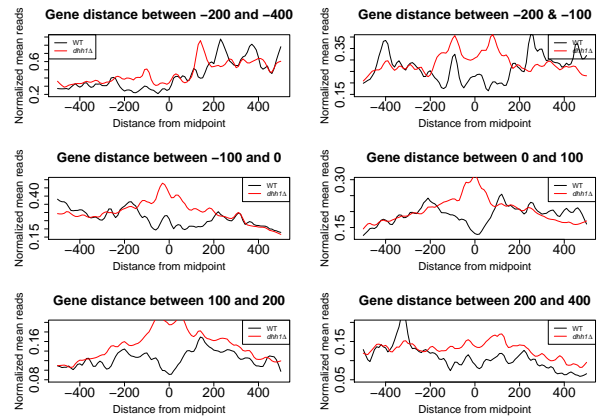 Gene distance between −200 and −400
Normalized mean reads
0.2 0.6
WT
dhh1Δ
−400 −200 0 200 400
Distance from midpoint
Gene distance between −200 & −100
Normalized mean reads
0.15 0.25 0.35
WT
dhh1Δ
−400 −200 0 200 400
Distance from midpoint
Gene distance between −100 and 0
Normalized mean reads
0.15 0.40
WT
dhh1Δ
−400 −200 0 200 400
Distance from midpoint
Gene distance between 0 and 100
Normalized mean reads
0.15 0.30
WT
dhh1Δ
−400 −200 0 200 400
Distance from midpoint
Gene distance between 100 and 200
Normalized mean reads
0.08 0.16
WT
dhh1Δ
−400 −200 0 200 400
Distance from midpoint
Gene distance between 200 and 400
Normalized mean reads
0.05 0.15
WT
dhh1Δ
−400 −200 0 200 400
Distance from midpoint